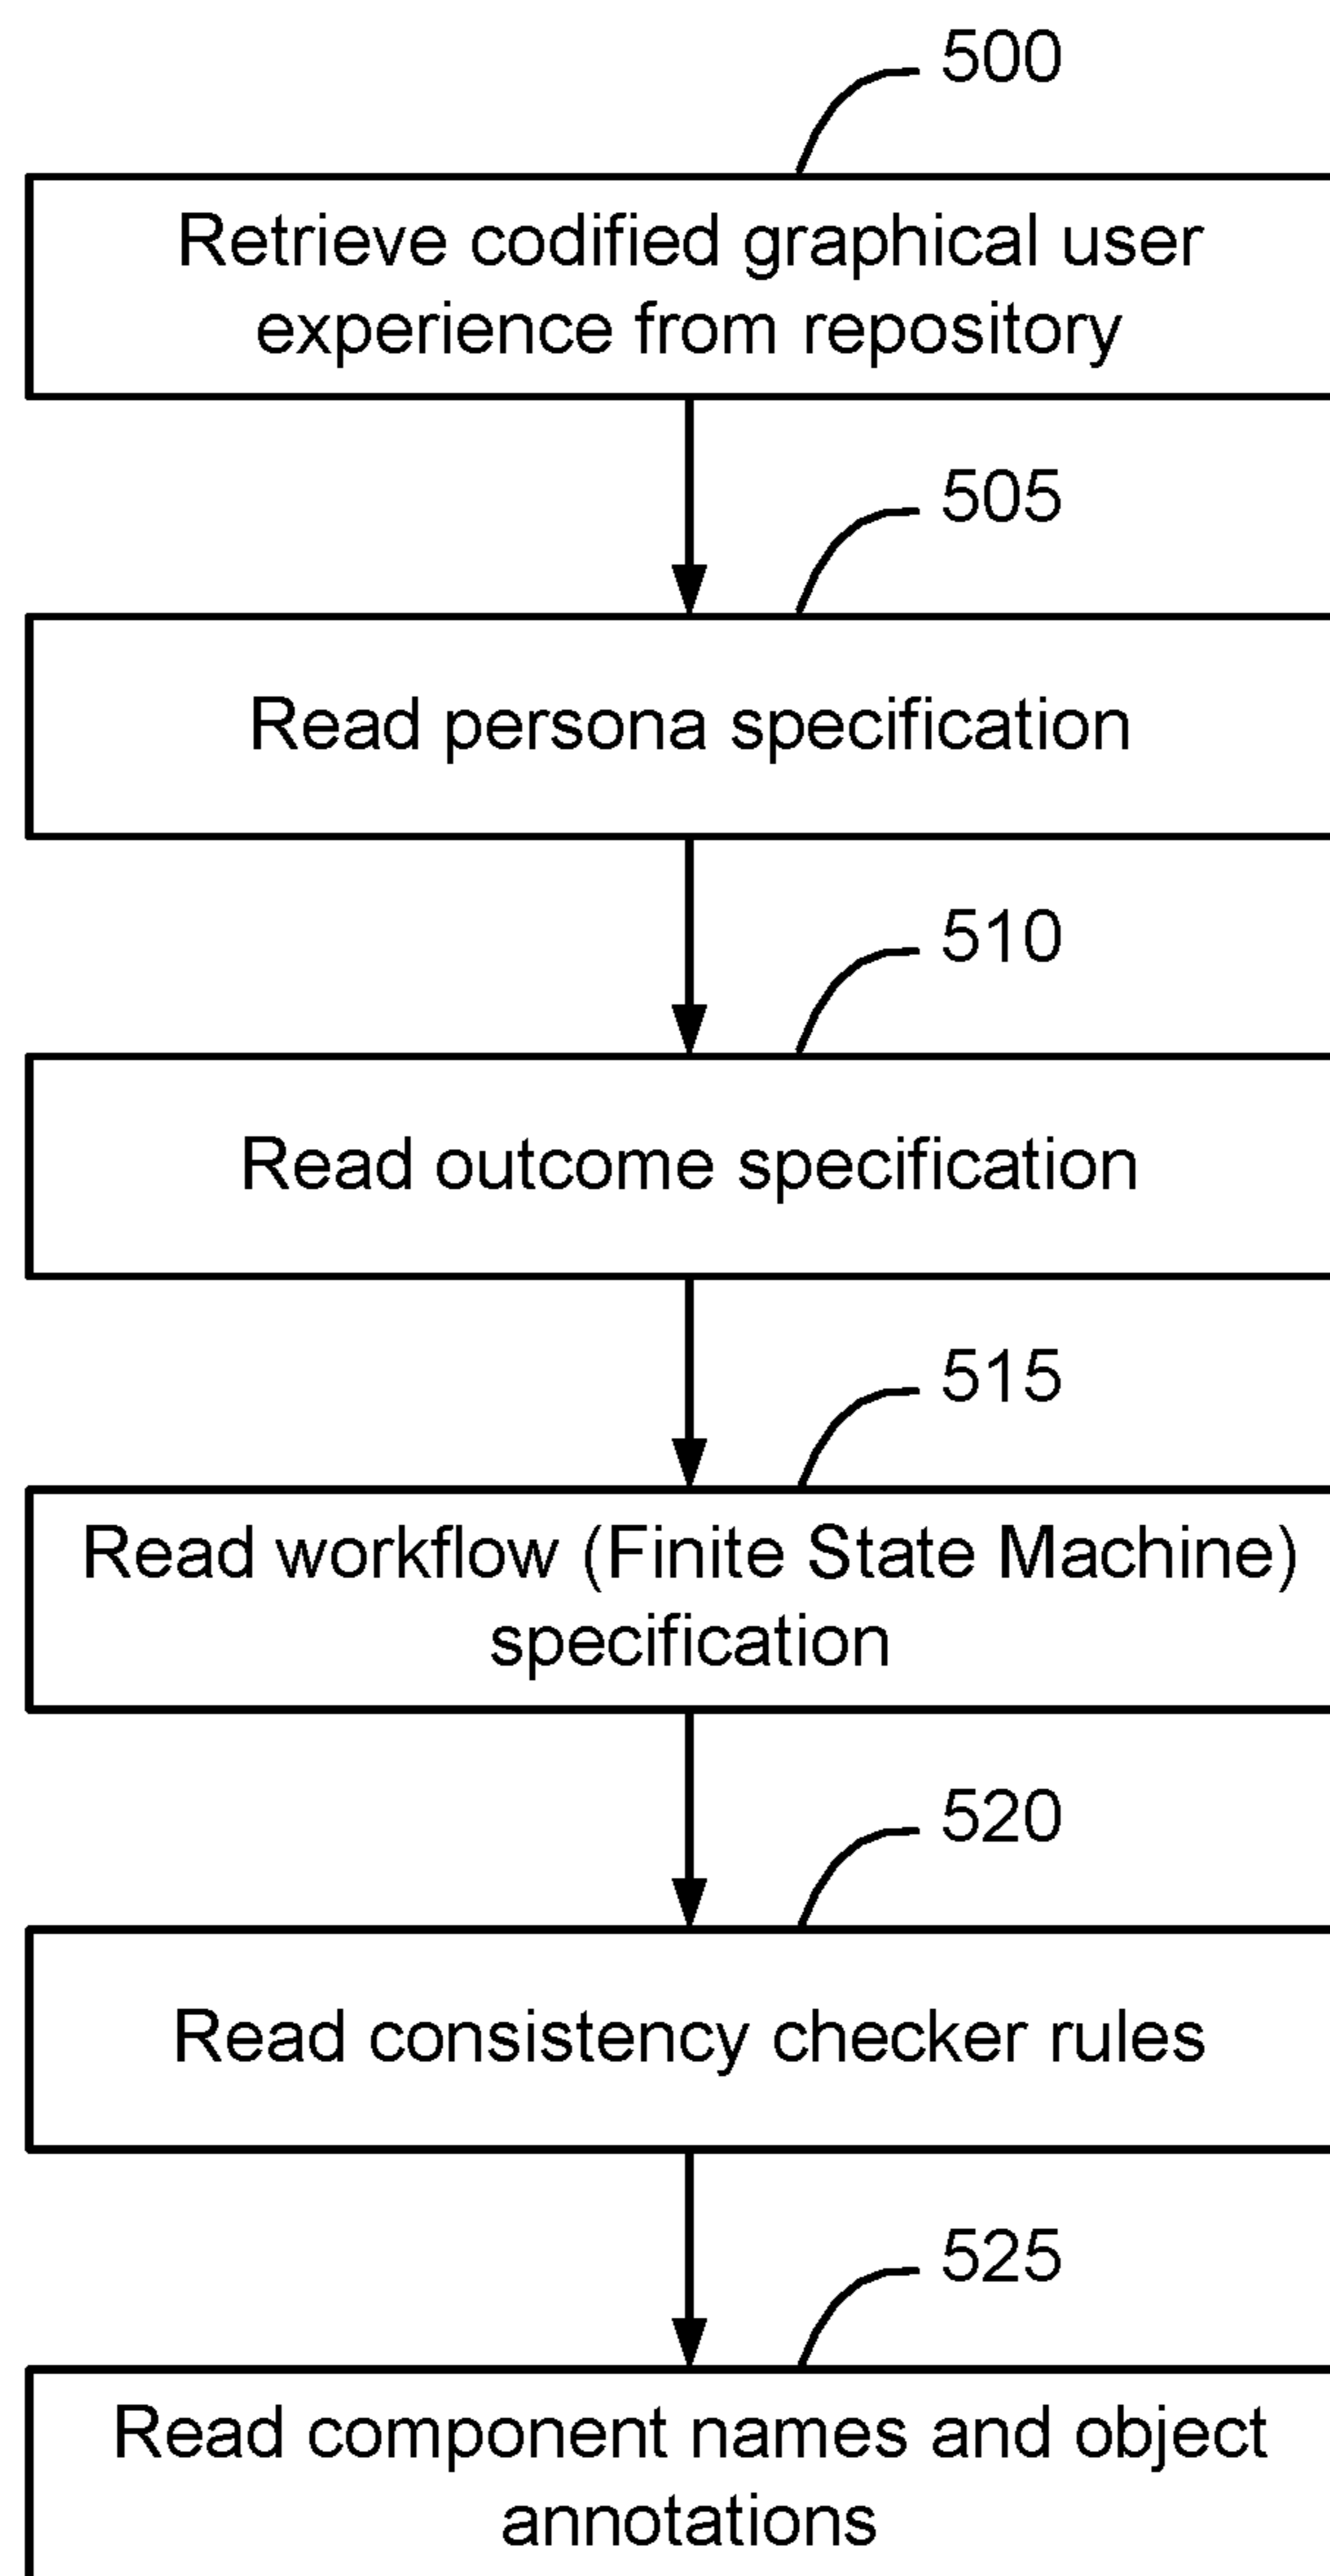 500
Retrieve codified graphical user
experience from repository
505
Read persona specification
510
Read outcome specification
515
Read workflow (Finite State Machine)
specification
520
Read consistency checker rules
525
Read component names and object
annotations